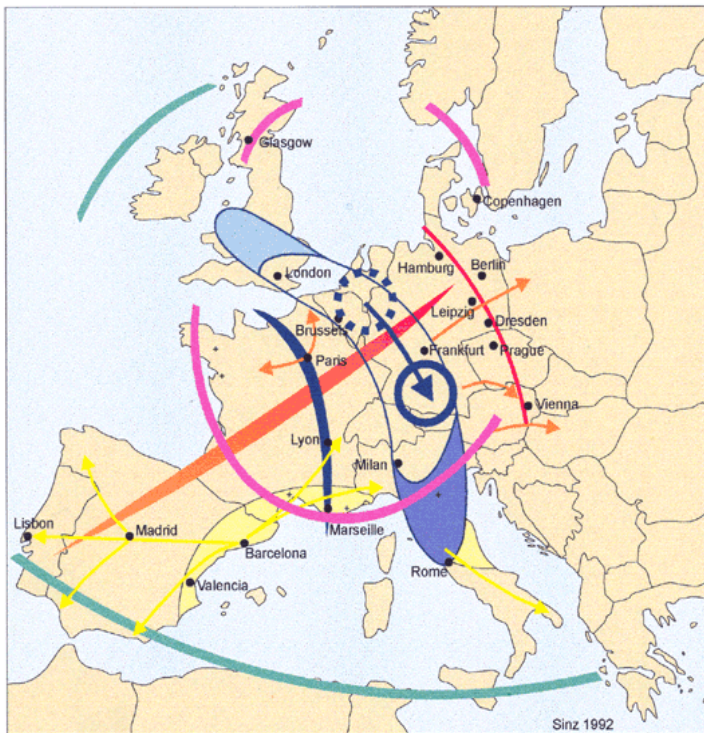 Glasgow
Copenhagen
Hamburg
Berlin
London
Leipzig
Brussels
Dresden
Frankfurt
Prague
Paris
Vienna
Lyon
Milan
Marseille
Lisbon
Madrid
Barcelona
Rome
Valencia
Sinz 1992